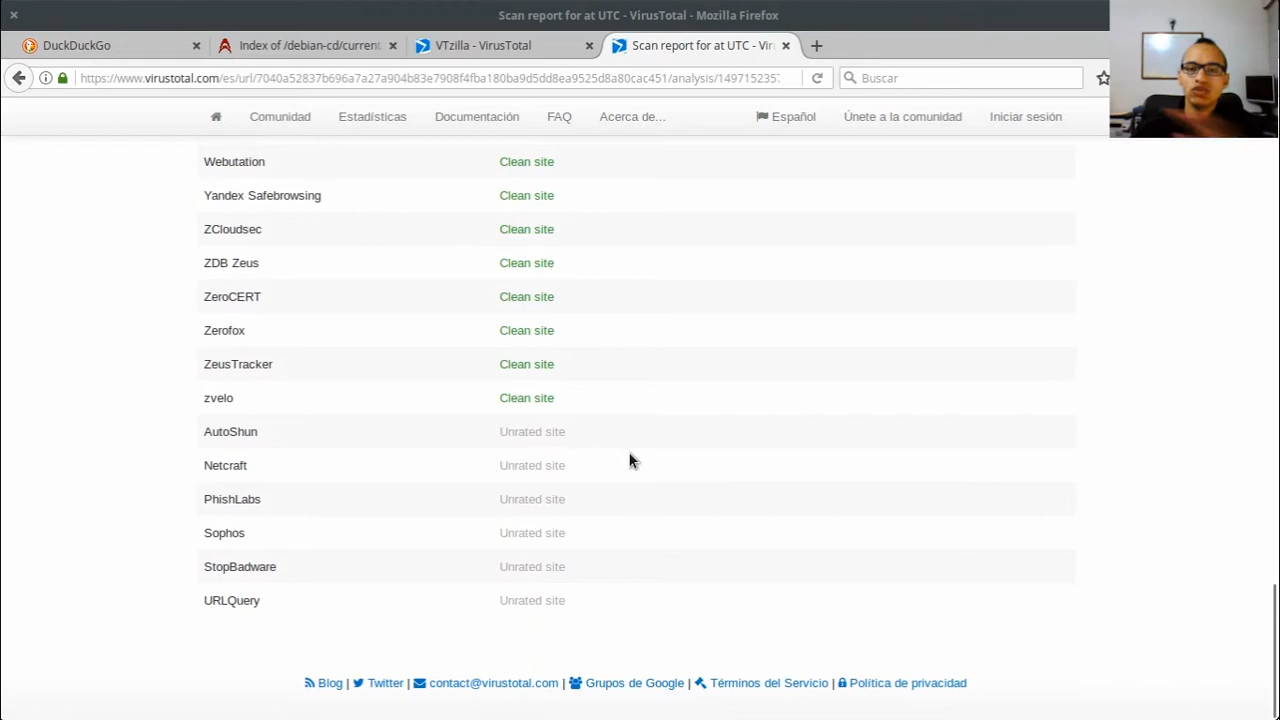 Scan report for at UTC - VirusTotal - Mozilla Firefox
DuckDuckGo
Index of /debian-cd/current
VTzilla - VirusTotal
Scan report for at UTC - Vir
https://www.virustotal.com/es/url/7040a52837b696a7a27a904b83e790f4fba180ba9d5dd8ea9525d8a80cac451/analysis/1497152357
Buscar
Comunidad Estadísticas Documentación FAQ Acerca de... Español Únete a la comunidad Iniciar sesión
Webutation Clean site
Yandex Safebrowsing Clean site
ZCloudsec Clean site
ZDB Zeus Clean site
ZeroCERT Clean site
Zerofox Clean site
ZeusTracker Clean site
zvelo Clean site
AutoShun Unrated site
Netcraft Unrated site
PhishLabs Unrated site
Sophos Unrated site
StopBadware Unrated site
URLQuery Unrated site
Blog | Twitter | contact@virustotal.com | Grupos de Google | Términos del Servicio | Política de privacidad